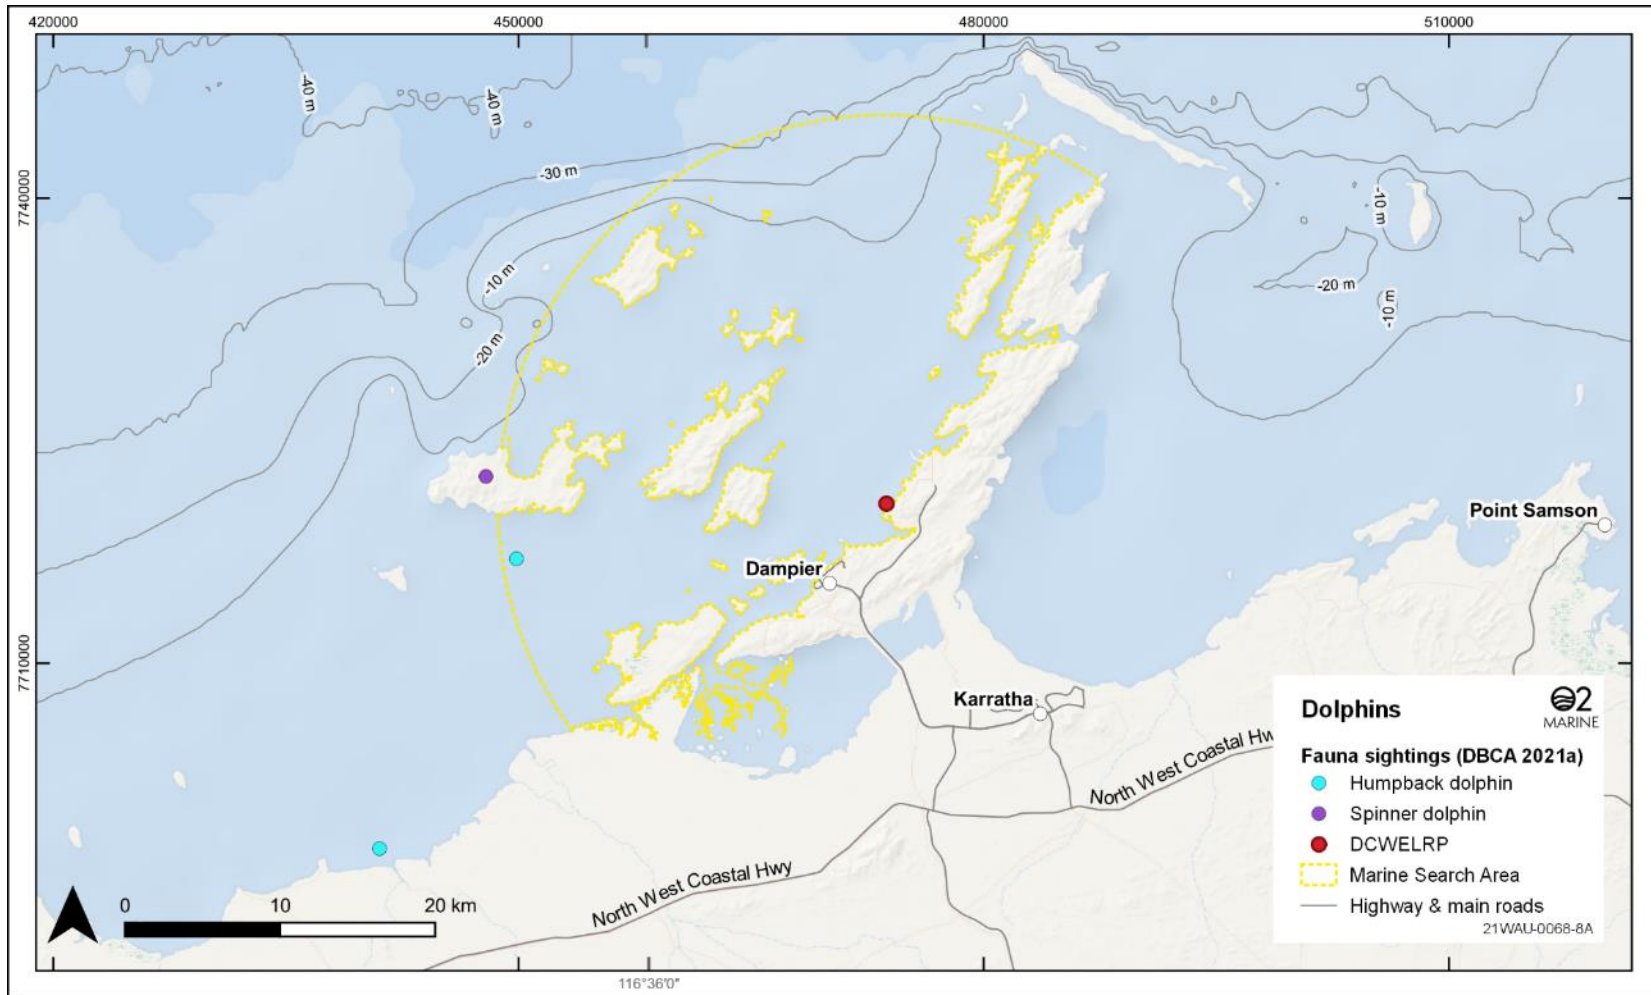 420000
450000
480000
510000
-40 m
-40 m
-30 m
7740000
-10 m
-10 m
-20 m
-10 m
-20 m
Point Samson
Dampier
7710000
Karratha
Dolphins
O2
MARINE
Fauna sightings (DBCA 2021a)
Humpback dolphin
Spinner dolphin
DCWELRP
Marine Search Area
Highway & main roads
21WAU-0068-8A
North West Coastal Hw
North West Coastal Hwy
0 10 20 km
116°36'0"